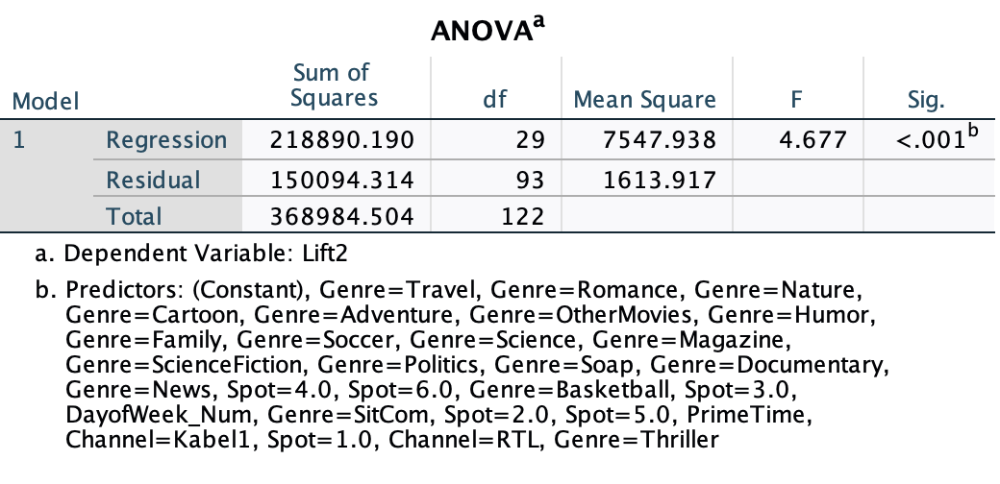 ANOVAa
Model Sum of Squares df Mean Square F Sig.
1 Regression 218890.190 29 7547.938 4.677 <.001b
Residual 150094.314 93 1613.917
Total 368984.504 122
a. Dependent Variable: Lift2
b. Predictors: (Constant), Genre=Travel, Genre=Romance, Genre=Nature,
Genre=Cartoon, Genre=Adventure, Genre=OtherMovies, Genre=Humor,
Genre=Family, Genre=Soccer, Genre=Science, Genre=Magazine,
Genre=ScienceFiction, Genre=Politics, Genre=Soap, Genre=Documentary,
Genre=News, Spot=4.0, Spot=6.0, Genre=Basketball, Spot=3.0,
DayofWeek_Num, Genre=SitCom, Spot=2.0, Spot=5.0, PrimeTime,
Channel=Kabel1, Spot=1.0, Channel=RTL, Genre=Thriller